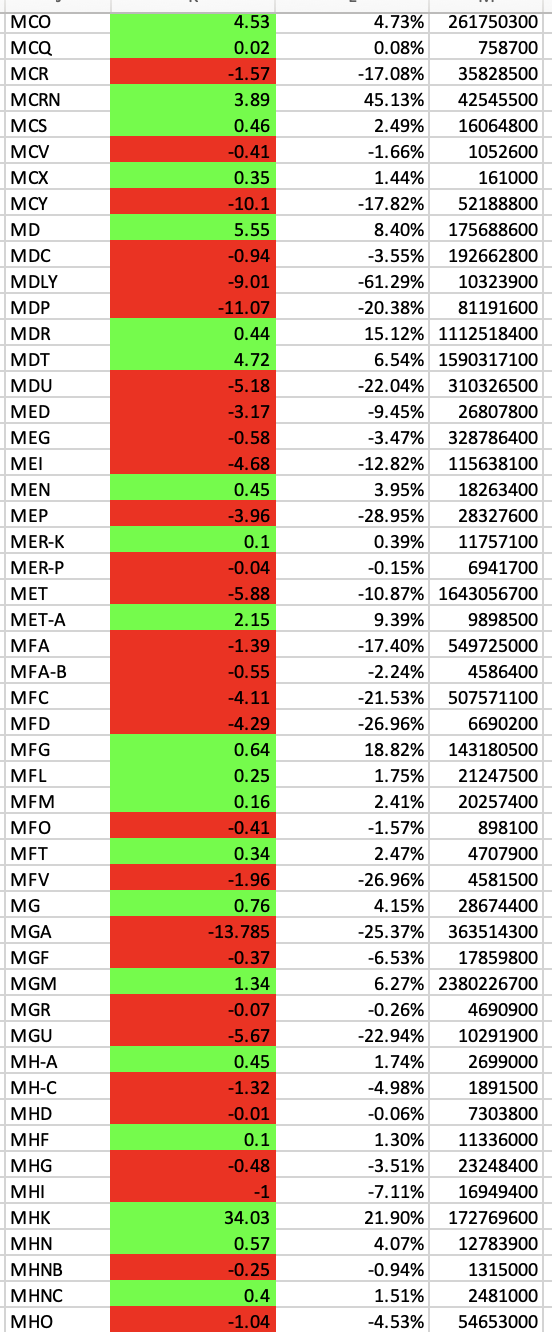 MCO 4.53 4.73% 261750300
MCQ 0.02 0.08% 758700
MCR -1.57 -17.08% 35828500
MCRN 3.89 45.13% 42545500
MCS 0.46 2.49% 16064800
MCV -0.41 -1.66% 1052600
MCX 0.35 1.44% 161000
MCY -10.1 -17.82% 52188800
MD 5.55 8.40% 175688600
MDC -0.94 -3.55% 192662800
MDLY -9.01 -61.29% 10323900
MDP -11.07 -20.38% 81191600
MDR 0.44 15.12% 1112518400
MDT 4.72 6.54% 1590317100
MDU -5.18 -22.04% 310326500
MED -3.17 -9.45% 26807800
MEG -0.58 -3.47% 328786400
MEI -4.68 -12.82% 115638100
MEN 0.45 3.95% 18263400
MEP -3.96 -28.95% 28327600
MER-K 0.1 0.39% 11757100
MER-P -0.04 -0.15% 6941700
MET -5.88 -10.87% 1643056700
MET-A 2.15 9.39% 9898500
MFA -1.39 -17.40% 549725000
MFA-B -0.55 -2.24% 4586400
MFC -4.11 -21.53% 507571100
MFD -4.29 -26.96% 6690200
MFG 0.64 18.82% 143180500
MFL 0.25 1.75% 21247500
MFM 0.16 2.41% 20257400
MFO -0.41 -1.57% 898100
MFT 0.34 2.47% 4707900
MFV -1.96 -26.96% 4581500
MG 0.76 4.15% 28674400
MGA -13.785 -25.37% 363514300
MGF -0.37 -6.53% 17859800
MGM 1.34 6.27% 2380226700
MGR -0.07 -0.26% 4690900
MGU -5.67 -22.94% 10291900
MH-A 0.45 1.74% 2699000
MH-C -1.32 -4.98% 1891500
MHD -0.01 -0.06% 7303800
MHF 0.1 1.30% 11336000
MHG -0.48 -3.51% 23248400
MHI -1 -7.11% 16949400
MHK 34.03 21.90% 172769600
MHN 0.57 4.07% 12783900
MHNB -0.25 -0.94% 1315000
MHNC 0.4 1.51% 2481000
MHO -1.04 -4.53% 54653000